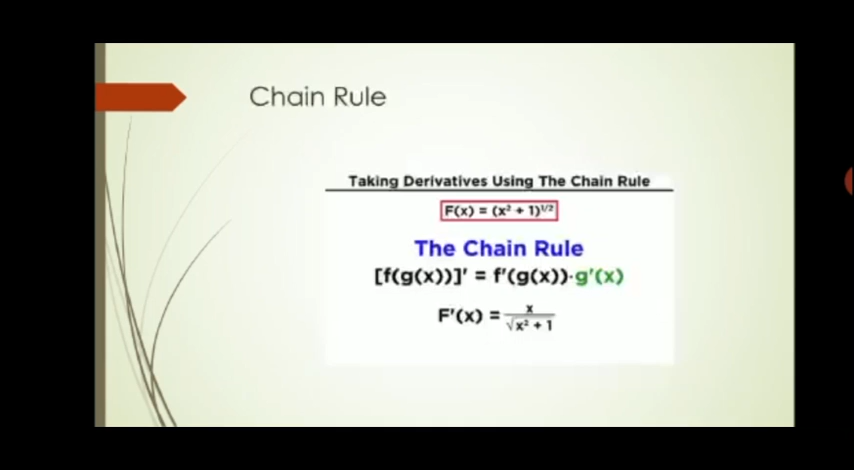 Chain Rule
Taking Derivatives Using The Chain Rule
F(x) = (x² + 1)¹/²
The Chain Rule
[f(g(x))]' = f'(g(x))·g'(x)
F'(x) = x/√x² + 1